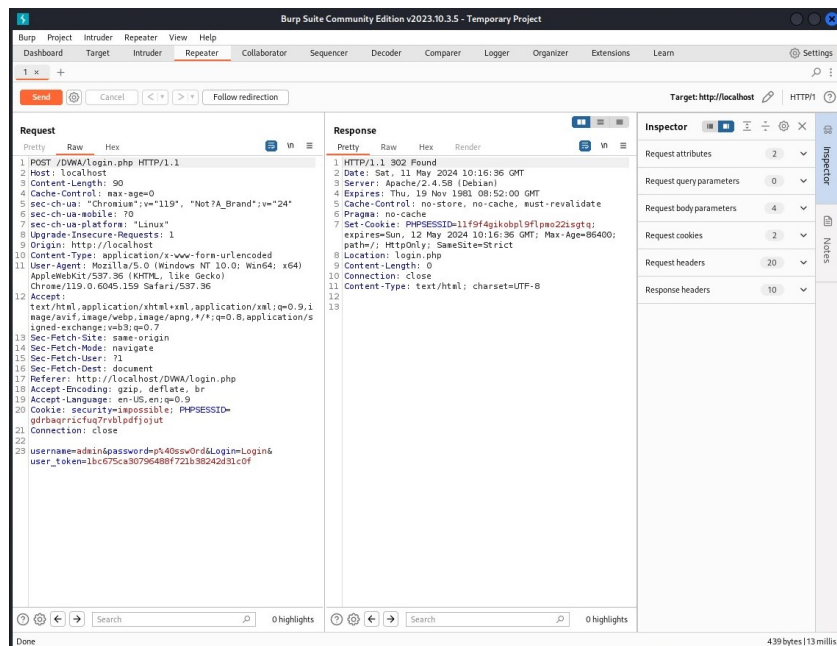 Burp Suite Community Edition v2023.10.3.5 - Temporary Project
Burp Project Intruder Repeater View Help
Dashboard Target Intruder Repeater Collaborator Sequencer Decoder Comparer Logger Organizer Extensions Learn Settings
1 × +
Send Cancel < > Follow redirection Target: http://localhost HTTP/1
Request
Pretty Raw Hex \n
1 POST /DVWA/login.php HTTP/1.1
2 Host: localhost
3 Content-Length: 90
4 Cache-Control: max-age=0
5 sec-ch-ua: "Chromium";v="119", "Not?A_Brand";v="24"
6 sec-ch-ua-mobile: ?0
7 sec-ch-ua-platform: "Linux"
8 Upgrade-Insecure-Requests: 1
9 Origin: http://localhost
10 Content-Type: application/x-www-form-urlencoded
11 User-Agent: Mozilla/5.0 (Windows NT 10.0; Win64; x64)
AppleWebKit/537.36 (KHTML, like Gecko)
Chrome/119.0.6045.159 Safari/537.36
12 Accept:
text/html,application/xhtml+xml,application/xml;q=0.9,i
mage/avif,image/webp,image/apng,*/*;q=0.8,application/s
igned-exchange;v=b3;q=0.7
13 Sec-Fetch-Site: same-origin
14 Sec-Fetch-Mode: navigate
15 Sec-Fetch-User: ?1
16 Sec-Fetch-Dest: document
17 Referer: http://localhost/DVWA/login.php
18 Accept-Encoding: gzip, deflate, br
19 Accept-Language: en-US,en;q=0.9
20 Cookie: security=impossible; PHPSESSID=
gdrbaqrricfuq7rvblpdfjojut
21 Connection: close
22
23 username=admin&password=p%40ssw0rd&Login=Login&
user_token=1bc675ca30796488f721b38242d31c0f
Search 0 highlights
Response
Pretty Raw Hex Render \n
1 HTTP/1.1 302 Found
2 Date: Sat, 11 May 2024 10:16:36 GMT
3 Server: Apache/2.4.58 (Debian)
4 Expires: Thu, 19 Nov 1981 08:52:00 GMT
5 Cache-Control: no-store, no-cache, must-revalidate
6 Pragma: no-cache
7 Set-Cookie: PHPSESSID=11f9f4gikobpl9flpmo22isgtq;
expires=Sun, 12 May 2024 10:16:36 GMT; Max-Age=86400;
path=/; HttpOnly; SameSite=Strict
8 Location: login.php
9 Content-Length: 0
10 Connection: close
11 Content-Type: text/html; charset=UTF-8
12
13
Search 0 highlights
Inspector
Request attributes 2
Request query parameters 0
Request body parameters 4
Request cookies 2
Request headers 20
Response headers 10
Inspector
Notes
Done
439 bytes | 13 millis